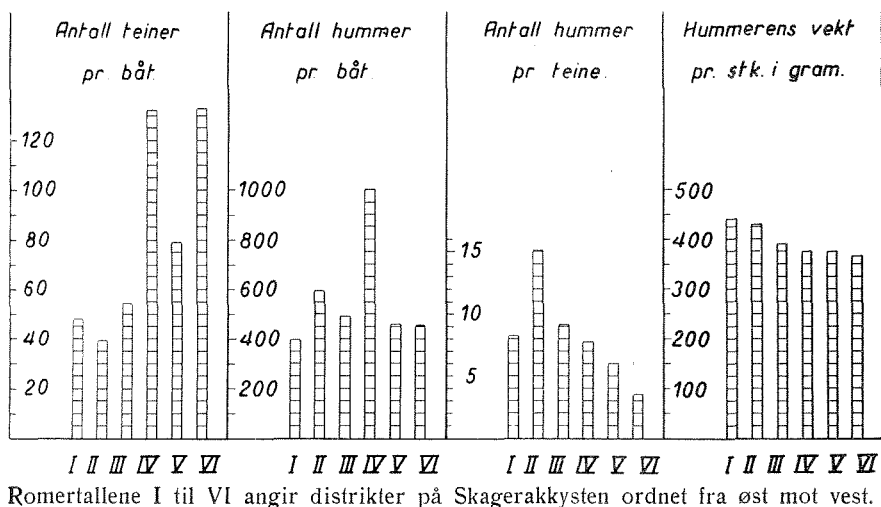 Antall teiner
pr. båt.
120
100
80
60
40
20
I II III IV V VI
Antall hummer
pr. båt.
1000
800
600
400
200
I II III IV V VI
Antall hummer
pr teine.
15
10
5
I II III IV V VI
Hummerens vekt
pr. stk. i gram.
500
400
300
200
100
I II III IV V VI
Romertallene I til VI angir distrikter på Skagerakkysten ordnet fra øst mot vest.